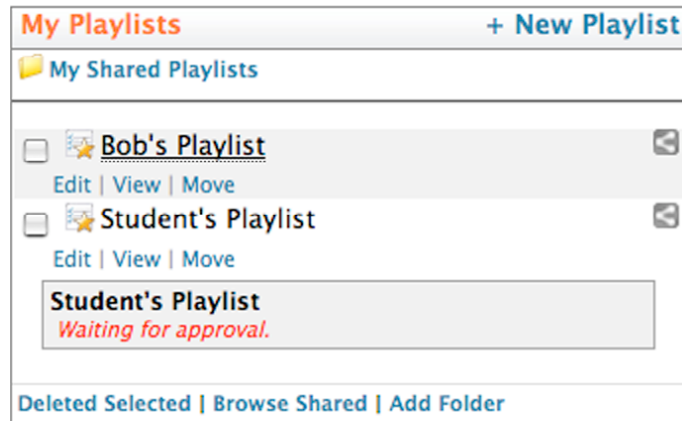 My Playlists + New Playlist
My Shared Playlists
Bob's Playlist
Edit | View | Move
Student's Playlist
Edit | View | Move
Student's Playlist
Waiting for approval.
Deleted Selected | Browse Shared | Add Folder